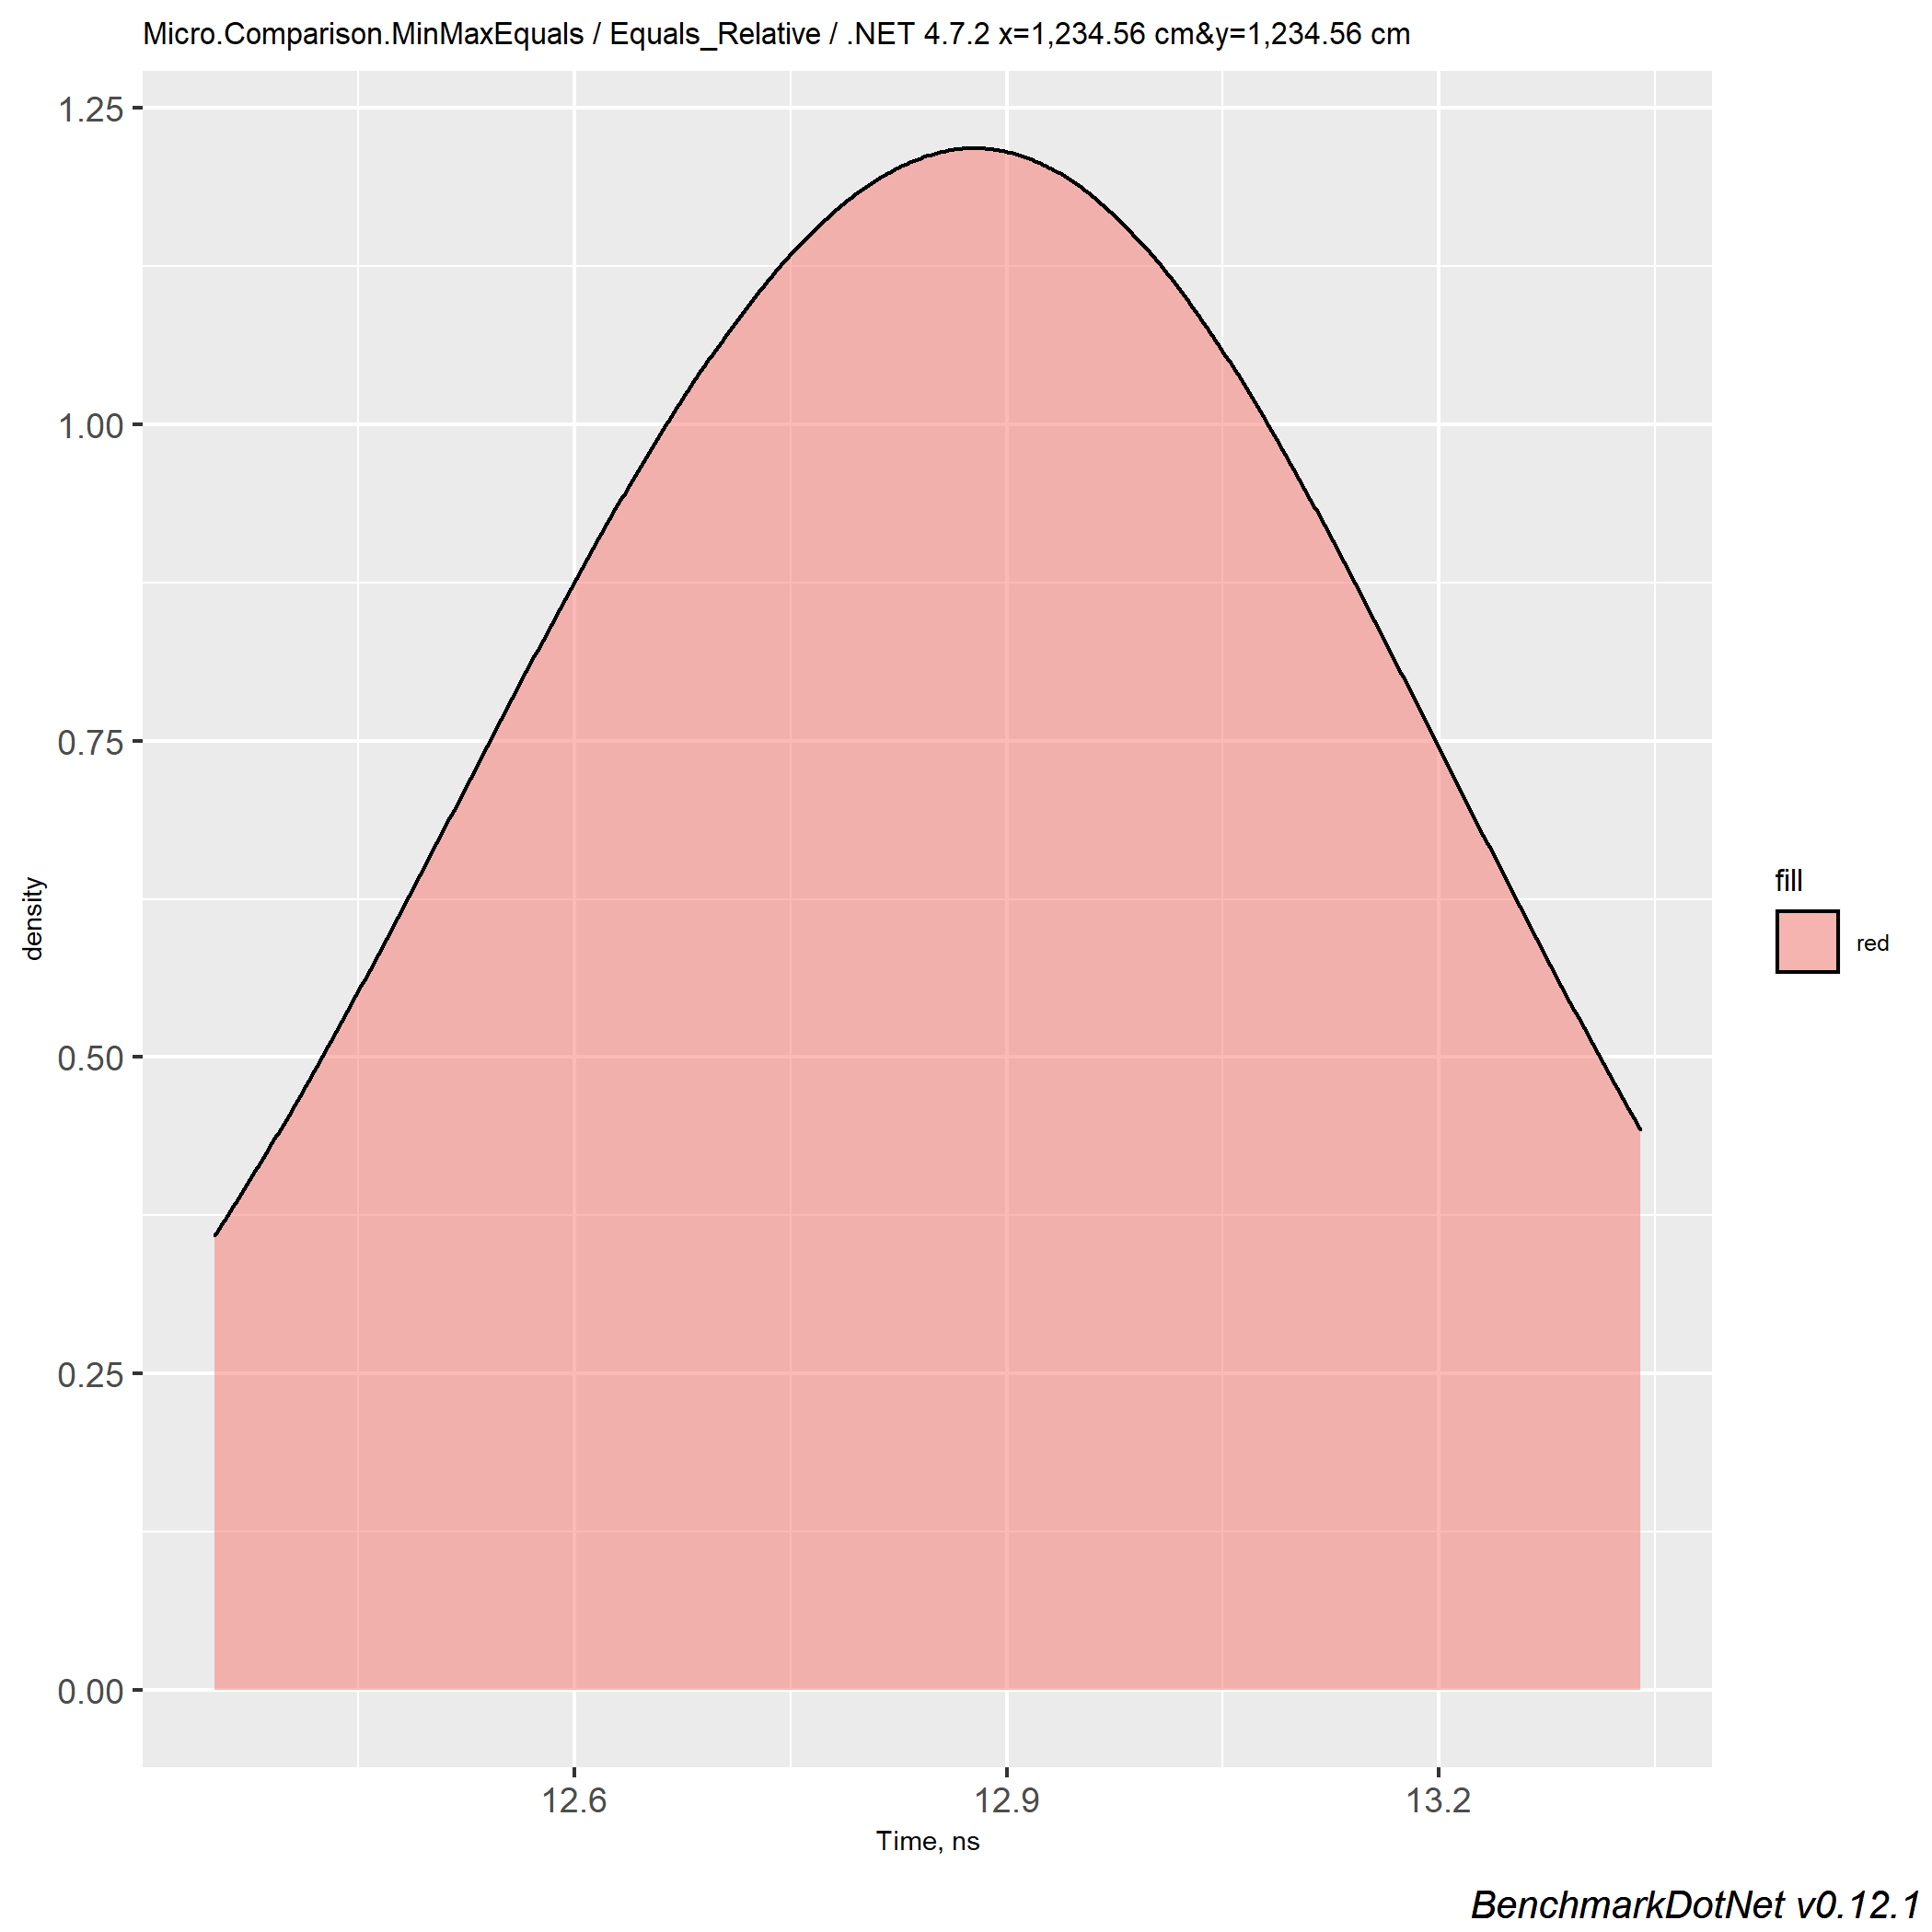 Micro.Comparison.MinMaxEquals / Equals_Relative / .NET 4.7.2 x=1,234.56 cm&y=1,234.56 cm
1.25
1.00
0.75
0.50
0.25
0.00
density
12.6 12.9 13.2
Time, ns
fill
red
BenchmarkDotNet v0.12.1